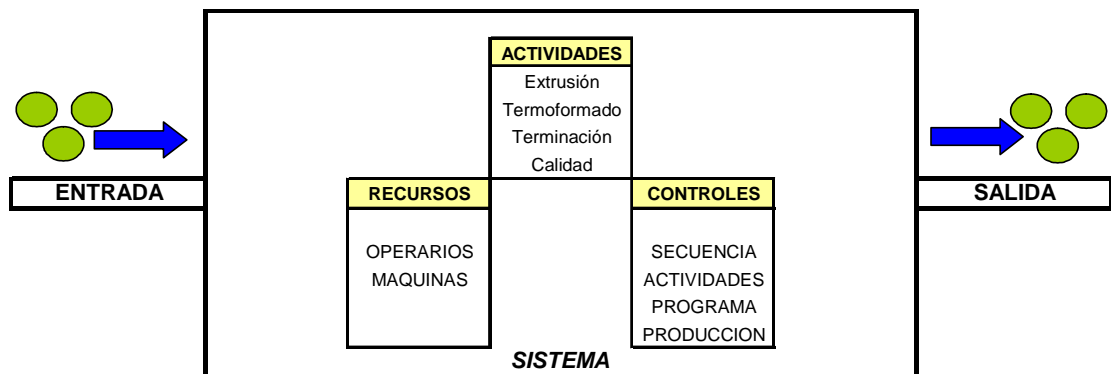 ACTIVIDADES
Extrusión
Termoformado
Terminación
Calidad
ENTRADA
RECURSOS
CONTROLES
SALIDA
OPERARIOS
MAQUINAS
SECUENCIA
ACTIVIDADES
PROGRAMA
PRODUCCION
SISTEMA